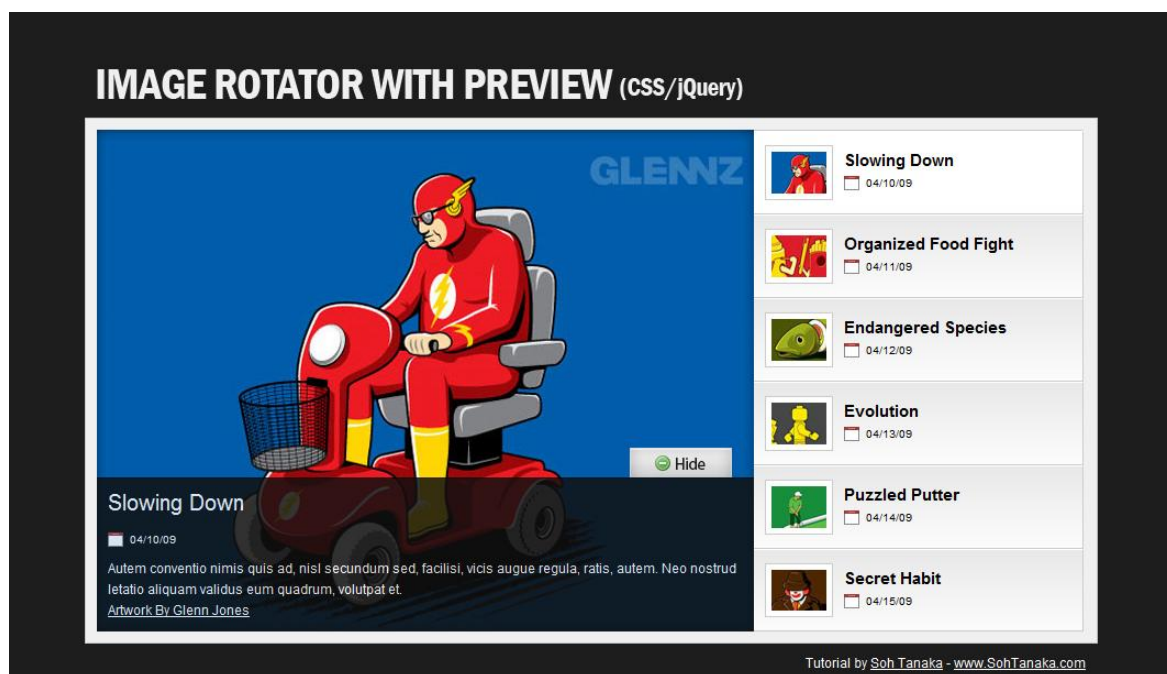 IMAGE ROTATOR WITH PREVIEW (CSS/jQuery)
GLENNZ
Hide
Slowing Down
04/10/09
Autem conventio nimis quis ad, nisl secundum sed, facilisi, vicis augue regula, ratis, autem. Neo nostrud
letatio aliquam validus eum quadrum, volutpat et.
Artwork By Glenn Jones
Slowing Down
04/10/09
Organized Food Fight
04/11/09
Endangered Species
04/12/09
Evolution
04/13/09
Puzzled Putter
04/14/09
Secret Habit
04/15/09
Tutorial by Soh Tanaka - www.SohTanaka.com